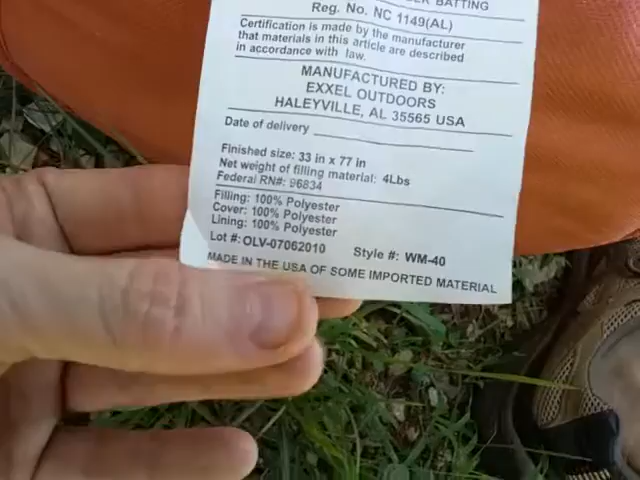 BATTING
Reg. No. NC 1149(AL)
Certification is made by the manufacturer
that materials in this article are described
in accordance with law.
MANUFACTURED BY:
EXXEL OUTDOORS
HALEYVILLE, AL 35565 USA
Date of delivery
Finished size: 33 in x 77 in
Net weight of filling material: 4Lbs
Federal RN#: 96834
Filling: 100% Polyester
Cover: 100% Polyester
Lining: 100% Polyester
Lot #: OLV-07062010 Style #: WM-40
MADE IN THE USA OF SOME IMPORTED MATERIAL